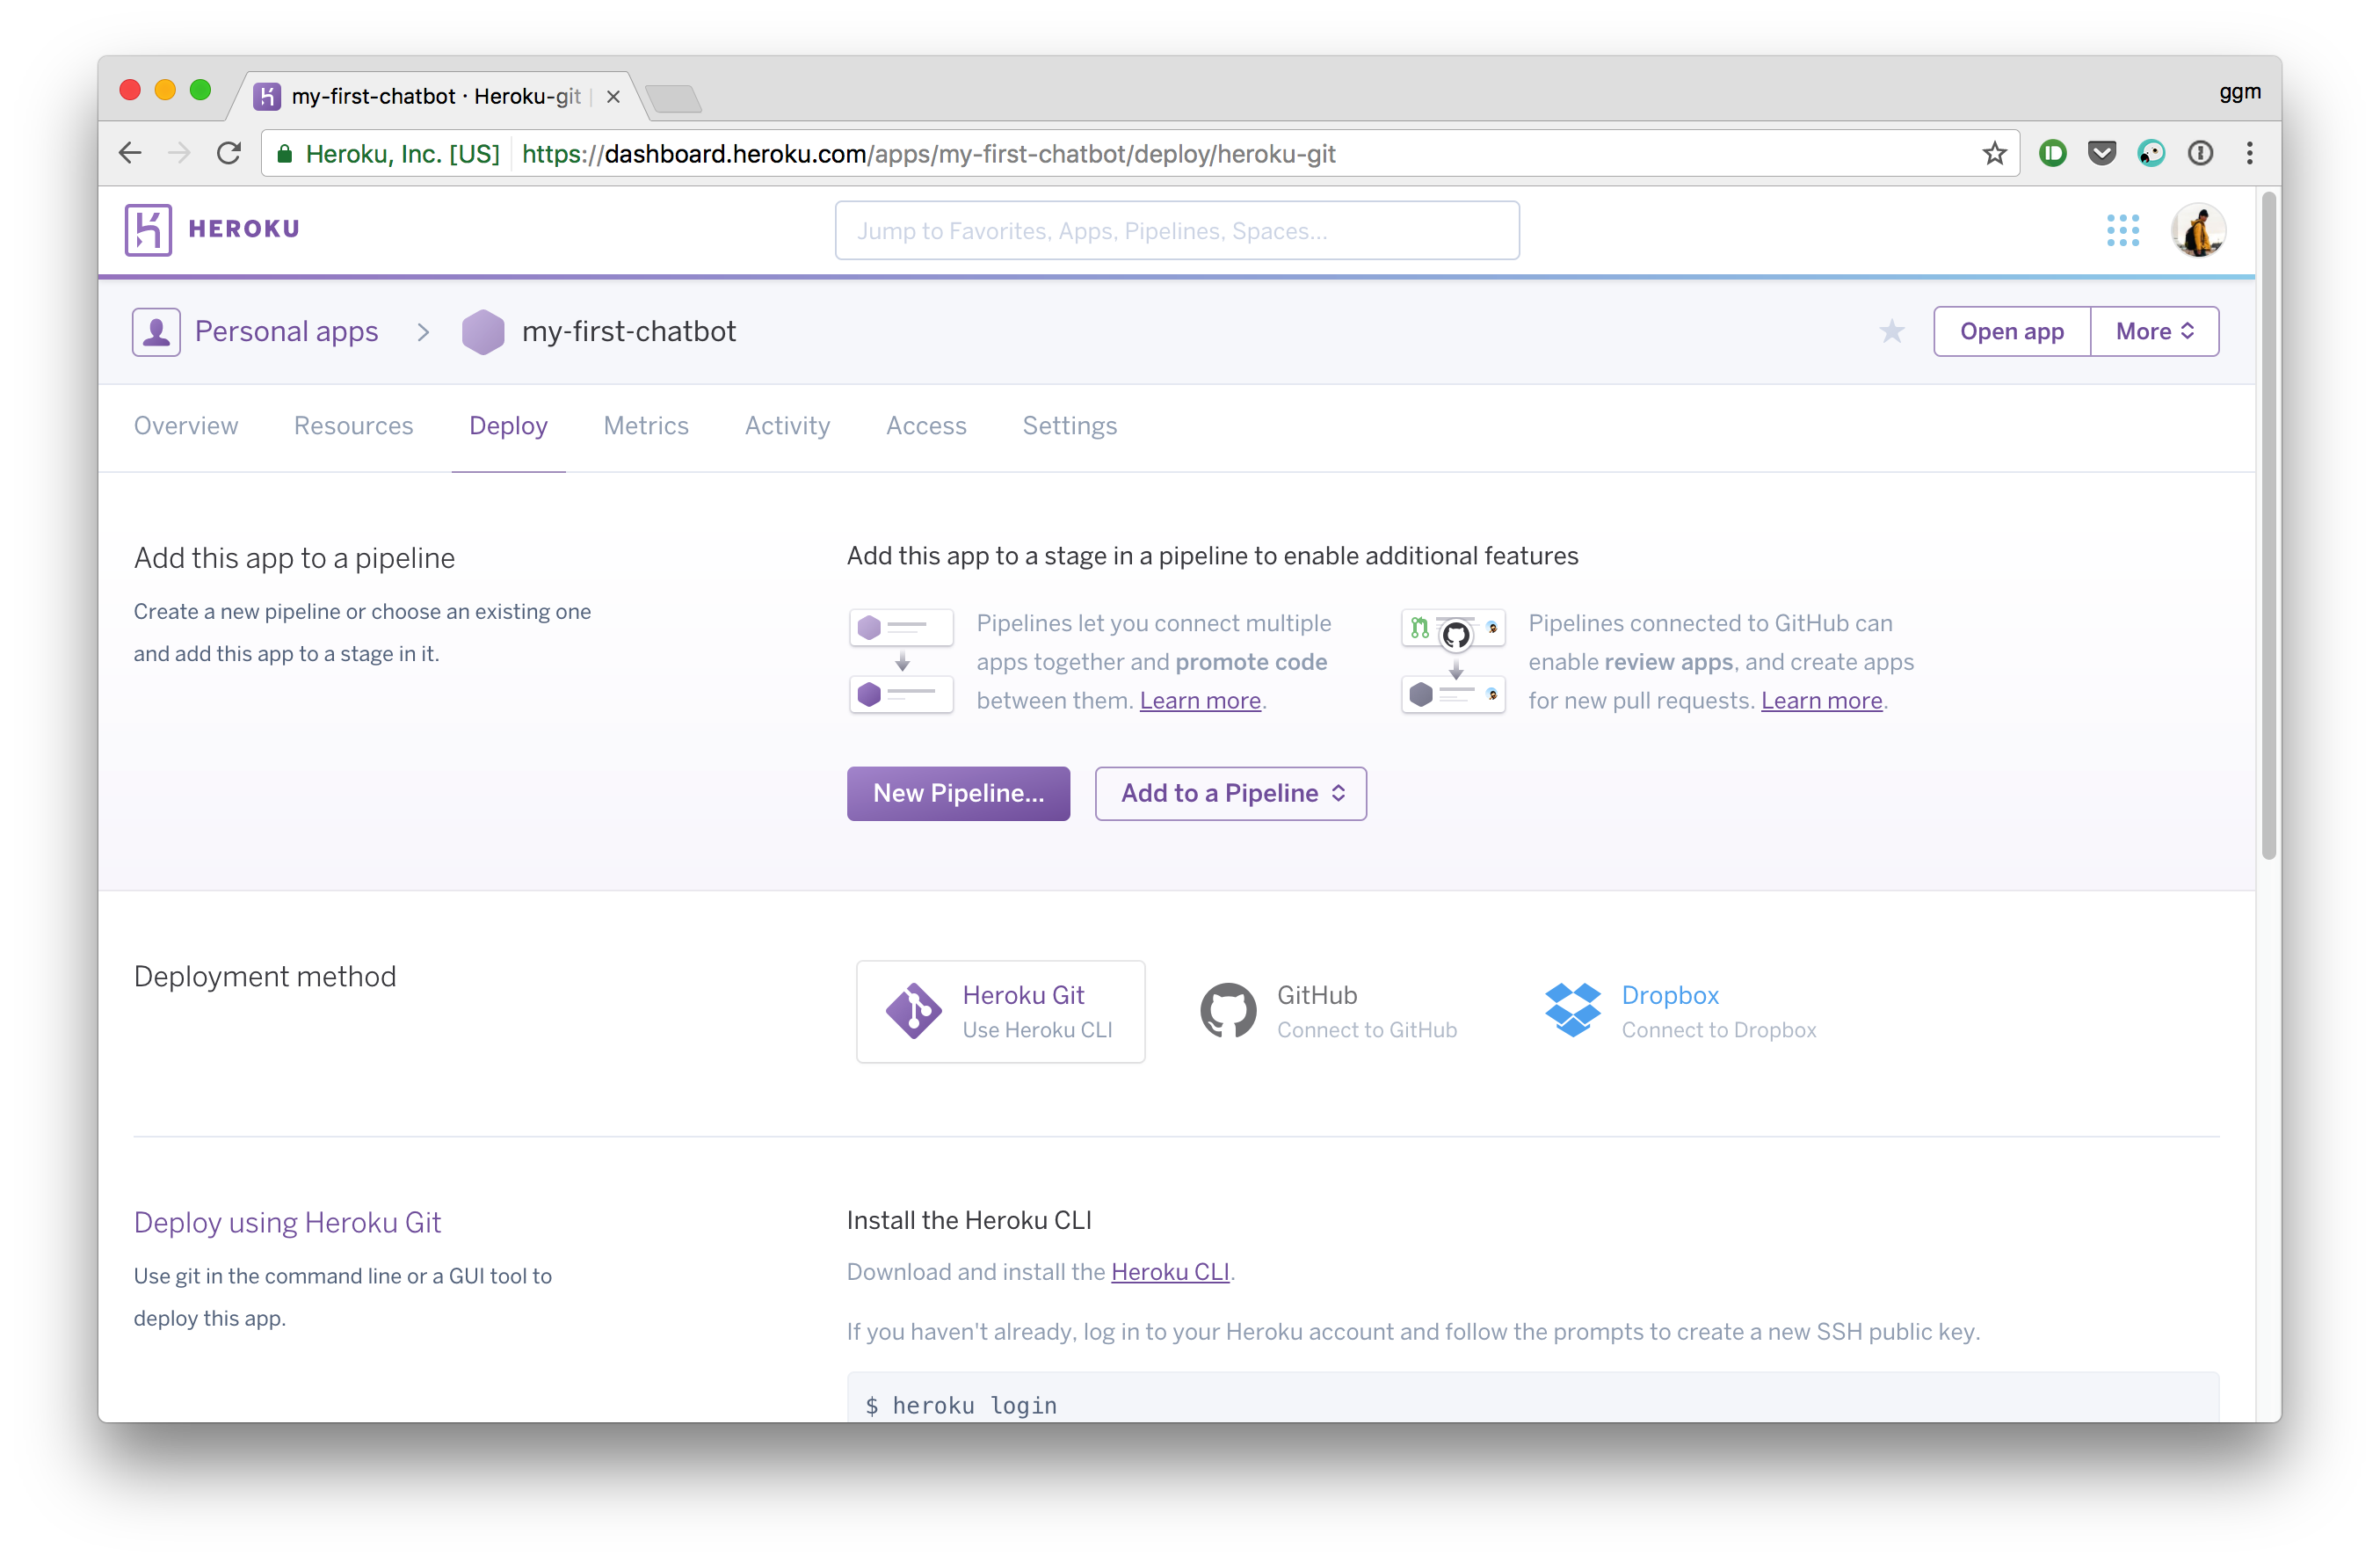 my-first-chatbot · Heroku-git |
ggm
Heroku, Inc. [US]
https://dashboard.heroku.com/apps/my-first-chatbot/deploy/heroku-git
HEROKU
Jump to Favorites, Apps, Pipelines, Spaces...
Personal apps
my-first-chatbot
Open app
More
Overview
Resources
Deploy
Metrics
Activity
Access
Settings
Add this app to a pipeline
Create a new pipeline or choose an existing one
and add this app to a stage in it.
Add this app to a stage in a pipeline to enable additional features
Pipelines let you connect multiple
apps together and promote code
between them. Learn more.
Pipelines connected to GitHub can
enable review apps, and create apps
for new pull requests. Learn more.
New Pipeline...
Add to a Pipeline
Deployment method
Heroku Git
Use Heroku CLI
GitHub
Connect to GitHub
Dropbox
Connect to Dropbox
Deploy using Heroku Git
Use git in the command line or a GUI tool to
deploy this app.
Install the Heroku CLI
Download and install the Heroku CLI.
If you haven't already, log in to your Heroku account and follow the prompts to create a new SSH public key.
$ heroku login